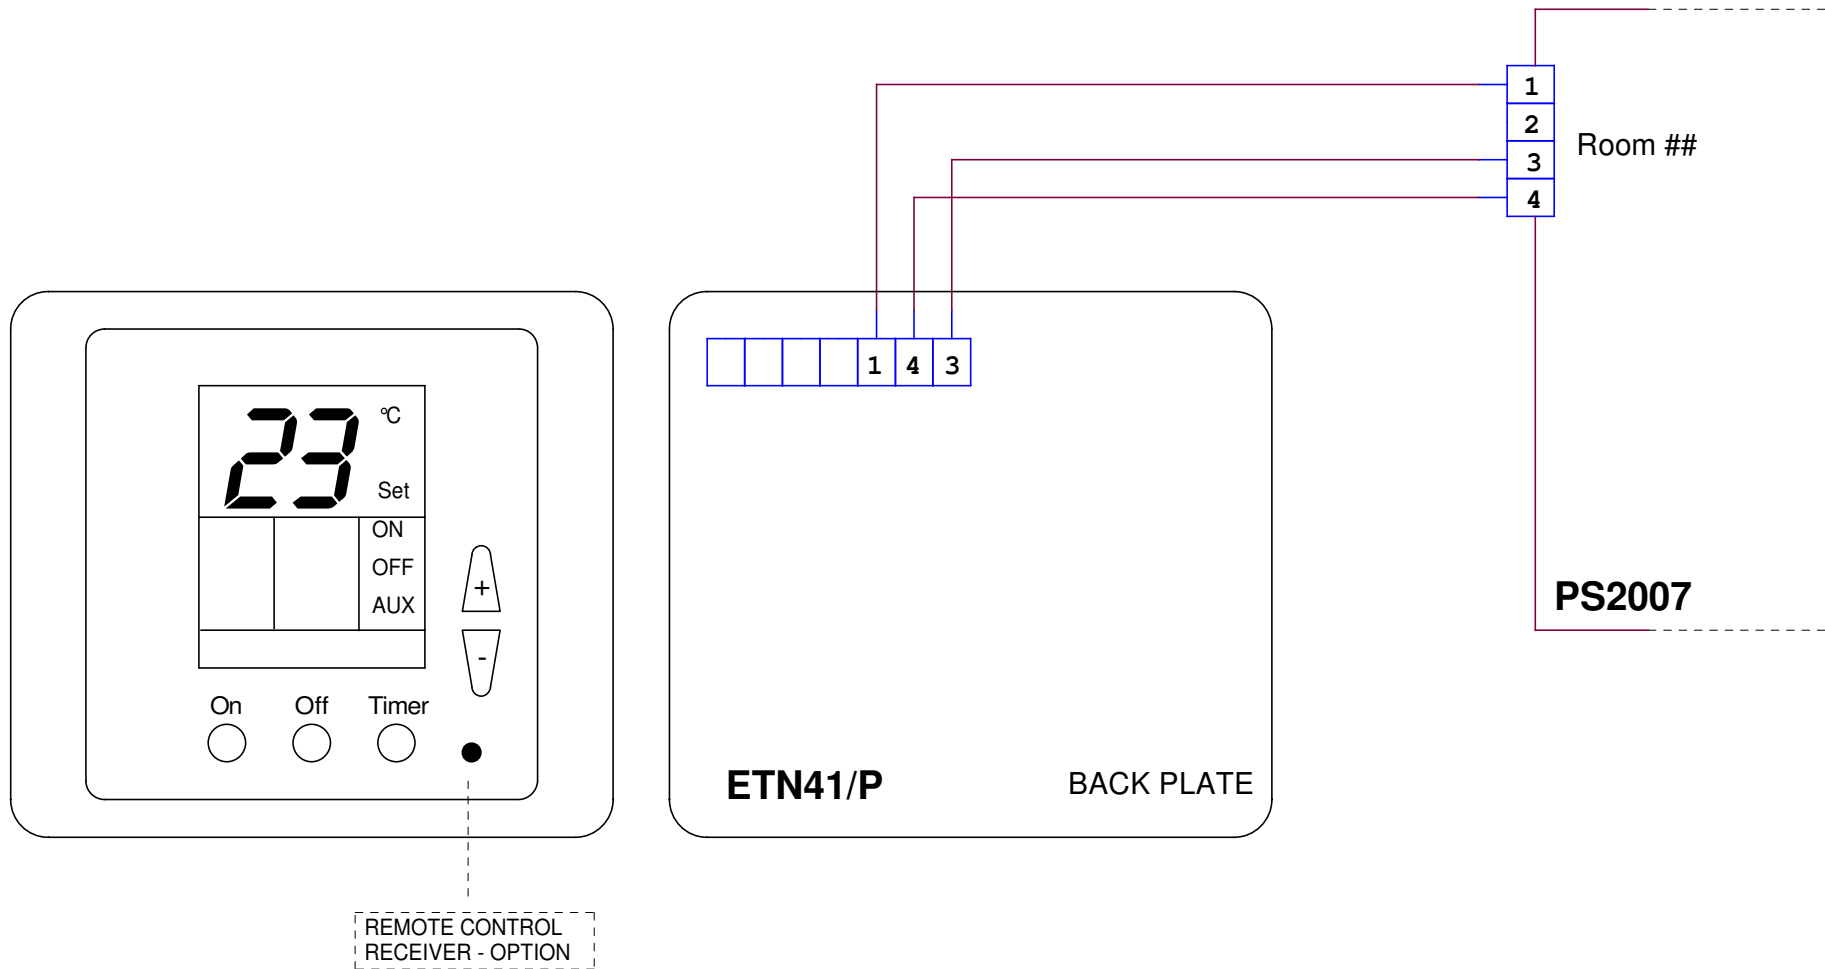 1
2
3
4
Room ##
PS2007
1 4 3
ETN41/P
BACK PLATE
23 °C
Set
ON
OFF
AUX
+
-
On Off Timer
REMOTE CONTROL
RECEIVER - OPTION